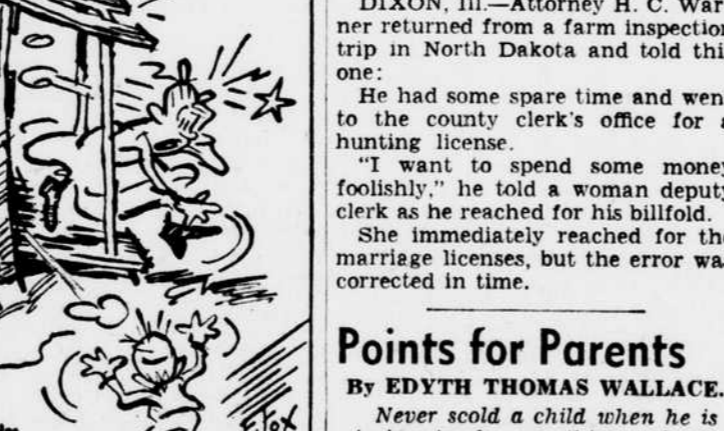 DIXON, Ill.—Attorney H. C. War-
ner returned from a farm inspection
trip in North Dakota and told this
one:
He had some spare time and went
to the county clerk's office for a
hunting license.
"I want to spend some money
foolishly," he told a woman deputy
clerk as he reached for his billfold.
She immediately reached for the
marriage licenses, but the error was
corrected in time.
Points for Parents
By EDYTH THOMAS WALLACE.
Never scold a child when he is
F. FOX